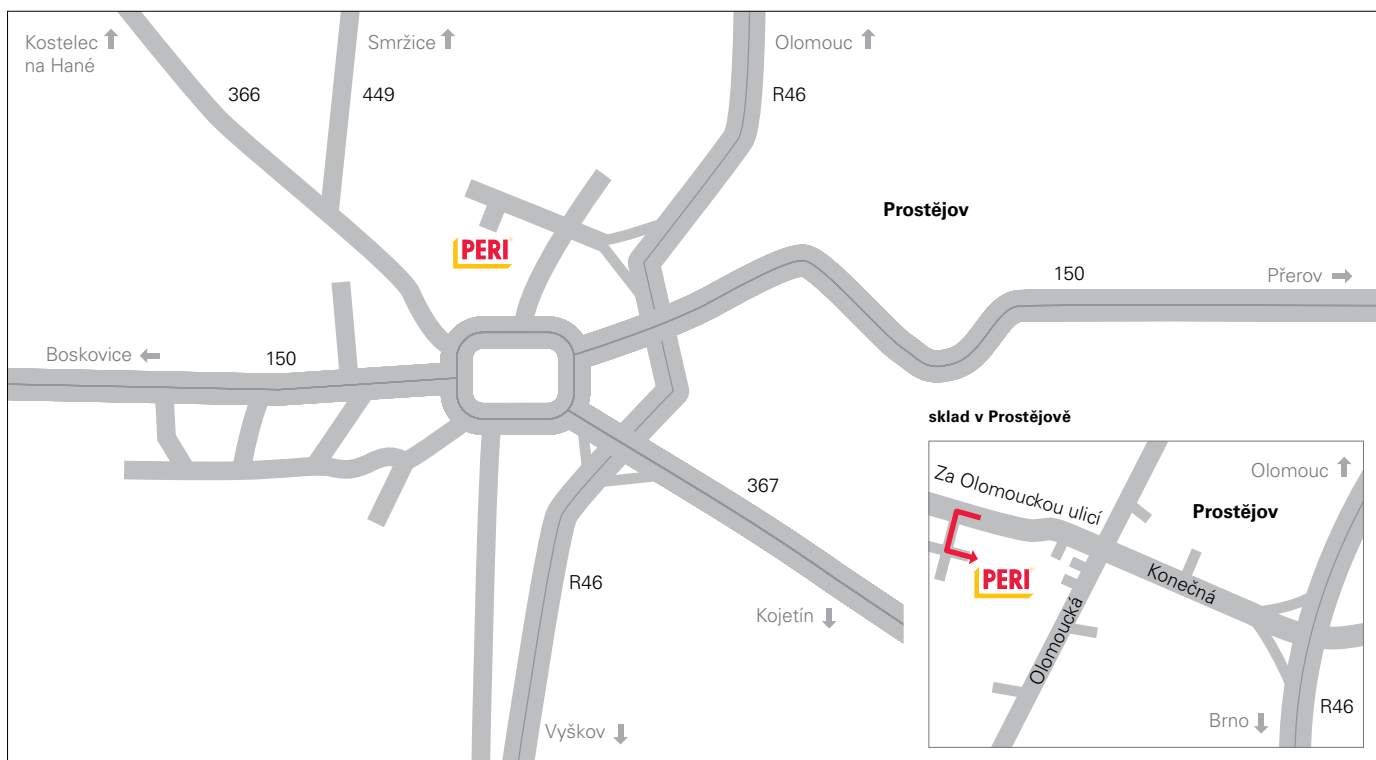 Kostelec
na Hané
Smržice
Olomouc
366
449
R46
Prostějov
PERI
150
Přerov
Boskovice
150
sklad v Prostějově
367
R46
Kojetín
Vyškov
Olomouc
Za Olomouckou ulicí
Prostějov
PERI
Konečná
Olomoucká
R46
Brno